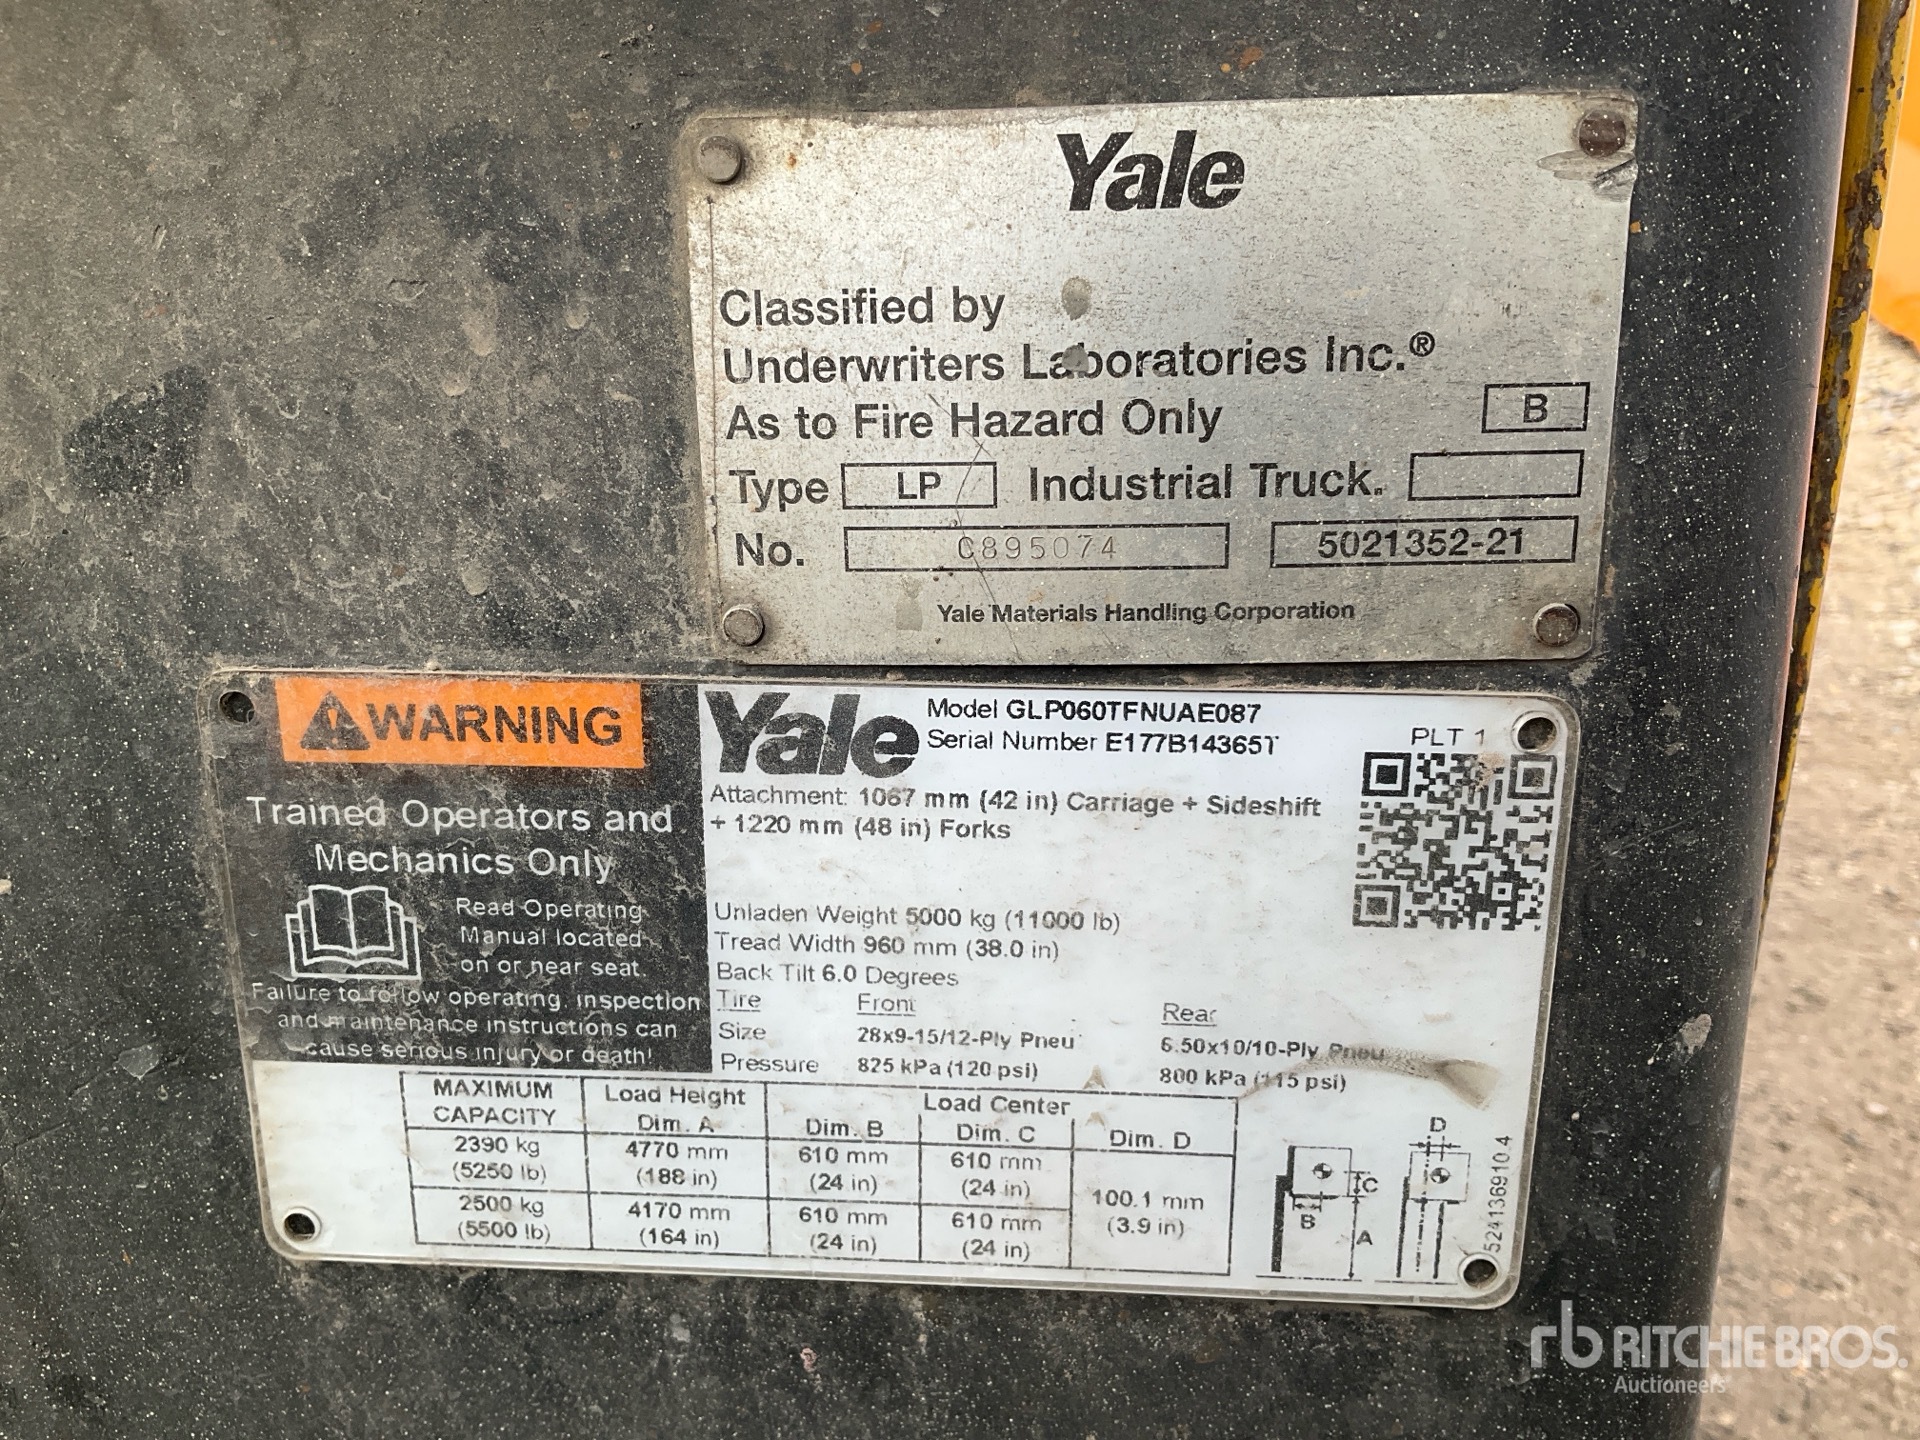 Yale
Classified by
Underwriters Laboratories Inc.®
As to Fire Hazard Only B
Type LP Industrial Truck.
No. C895074 5021352-21
Yale Materials Handling Corporation
WARNING
Trained Operators and
Mechanics Only
Read Operating
Manual located
on or near seat.
Failure to follow operating, inspection
and maintenance instructions can
cause serious injury or death!
Yale
Model GLP060TFNUAE087
Serial Number E177B14365T
PLT 1
Attachment: 1067 mm (42 in) Carriage + Sideshift
+ 1220 mm (48 in) Forks
Unladen Weight 5000 kg (11000 lb)
Tread Width 960 mm (38.0 in)
Back Tilt 6.0 Degrees
Tire Front Rear
Size 28x9-15/12-Ply Pneu 6.50x10/10-Ply Pneu
Pressure 825 kPa (120 psi) 800 kPa (115 psi)
MAXIMUM CAPACITY Load Height Dim. A Load Center
Dim. B Dim. C Dim. D
2390 kg 4770 mm 610 mm 610 mm
(5250 lb) (188 in) (24 in) (24 in)
100.1 mm
(3.9 in)
2500 kg 4170 mm 610 mm 610 mm
(5500 lb) (164 in) (24 in) (24 in)
D
C
B
A
524136910.4
rb RITCHIE BROS.
Auctioneers